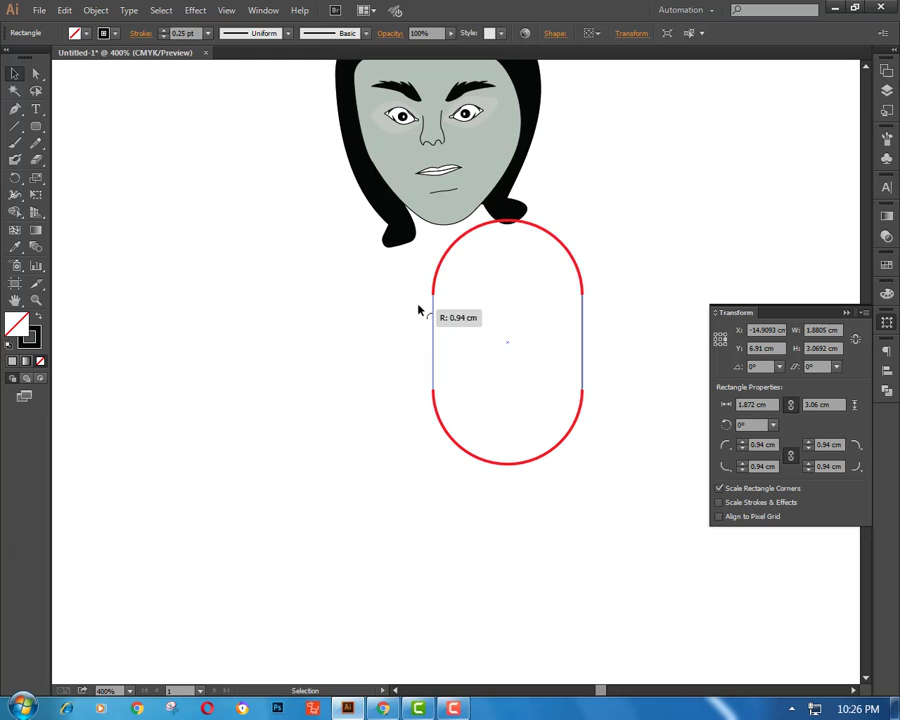 Ai File Edit Object Type Select Effect View Window Help Br Automation
Rectangle Stroke: 0.25 pt Uniform Basic Opacity: 100% Style: Shape: Transform
Untitled-1* @ 400% (CMYK/Preview) ×
R: 0.94 cm
Transform
X: -14.9093 cm W: 1.8805 cm
Y: 6.91 cm H: 3.0692 cm
0° 0°
Rectangle Properties:
1.872 cm 3.06 cm
0°
0.94 cm 0.94 cm
0.94 cm 0.94 cm
Scale Rectangle Corners
Scale Strokes & Effects
Align to Pixel Grid
400% 1 Selection
Ps Ai 10:26 PM